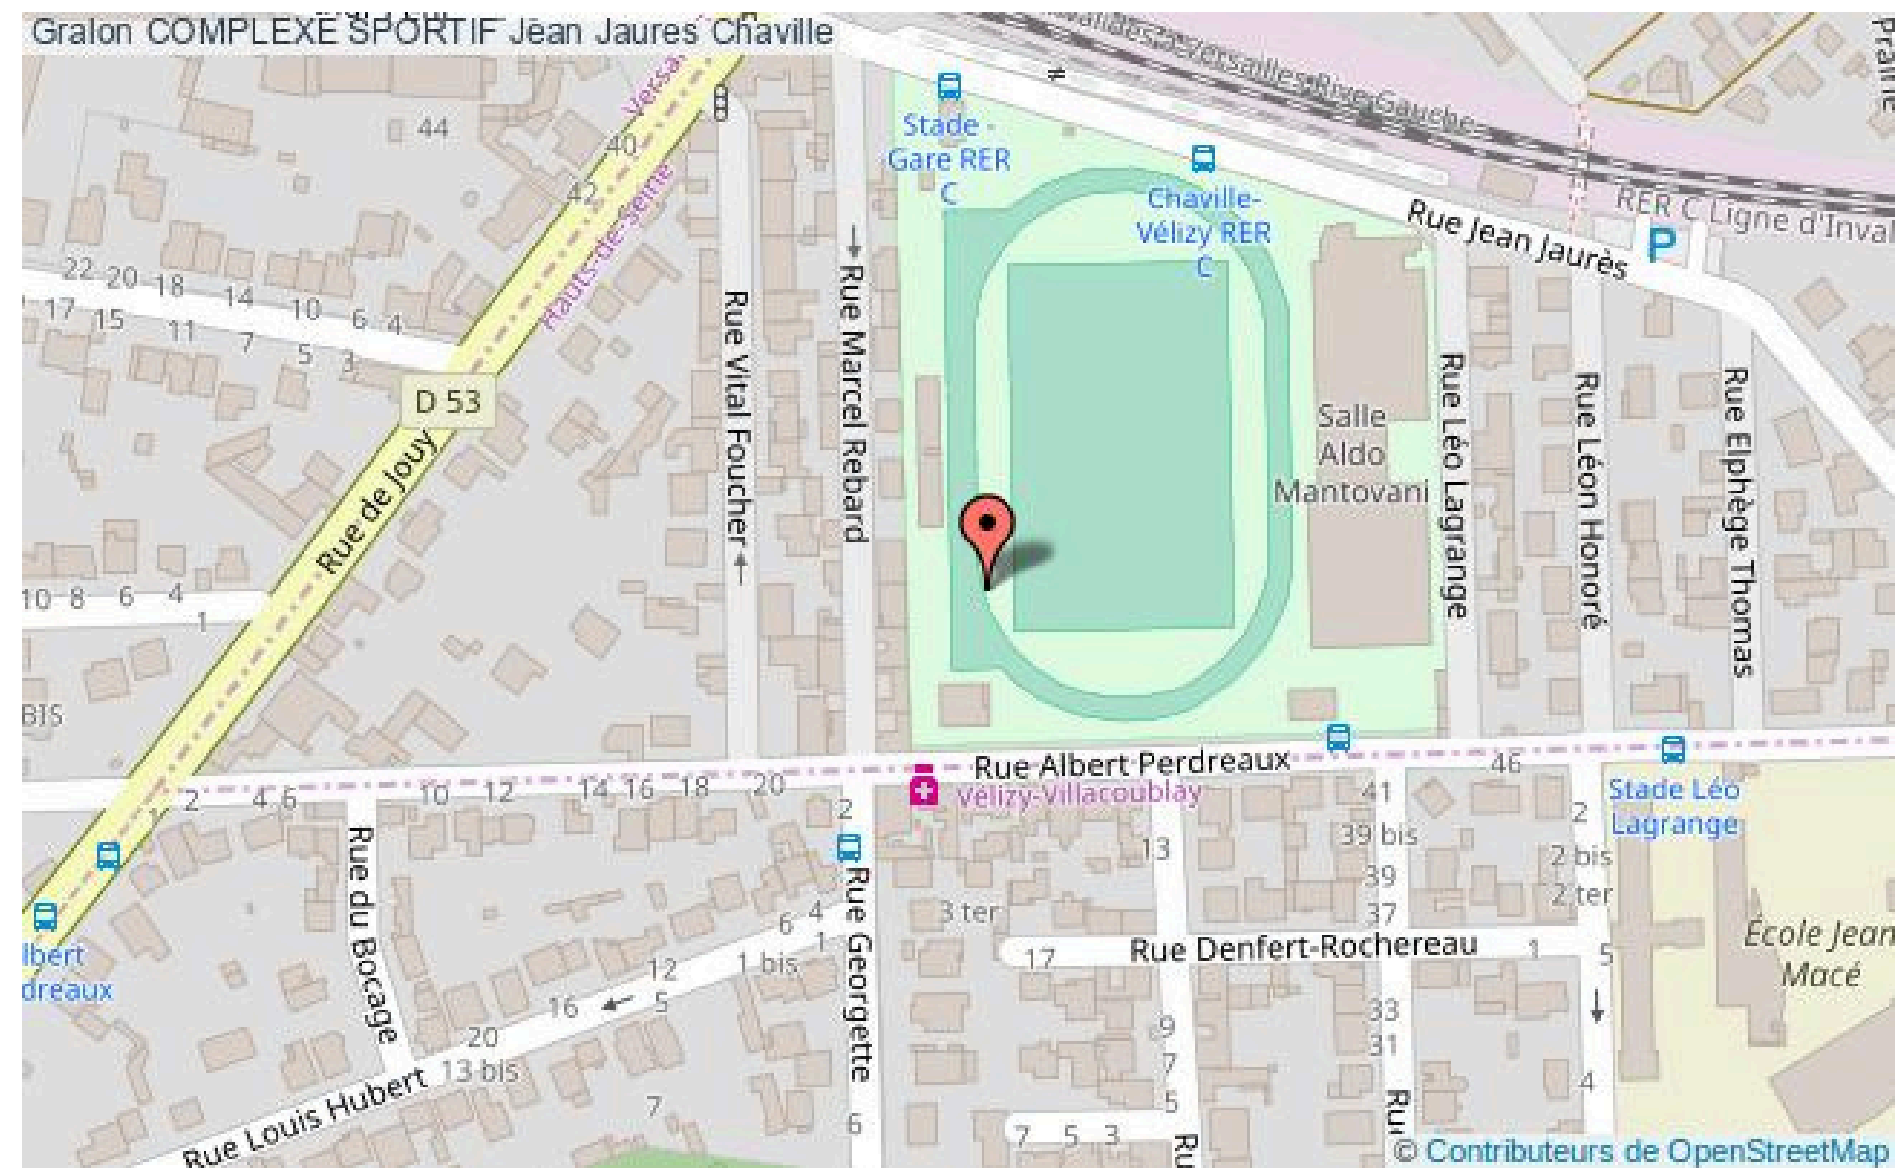 Gralon COMPLEXE SPORTIF Jean Jaures Chaville
44
40
42
Hauts-de-Seine
Stade -
Gare RER
C
Chaville-
Vélizy RER
C
Rue Jean Jaurès
P
RER C Ligne d'Inval
22
20
18
14
10
6
4
17
15
11
7
5
3
D 53
Rue de Jouy
Rue Vital Foucher
Rue Marcel Rebard
Salle
Aldo
Mantovani
Rue Léo Lagrange
Rue Léon Honoré
Rue Elphège Thomas
10
8
6
4
1
BIS
Rue Albert Perdreaux
Vélizy-Villacoublay
2
4
6
10
12
14
16
18
20
2
46
41
39 bis
39
37
2
2 bis
2 ter
Stade Léo
Lagrange
13
3 ter
Rue du Bocage
Rue Georgette
6
4
1
1 bis
12
5
16
20
13 bis
7
6
Rue Louis Hubert
lbert
dreaux
17
Rue Denfert-Rochereau
1
5
École Jean
Macé
33
31
9
7
5
4
7
5
3
Ru
Rui
© Contributeurs de OpenStreetMap